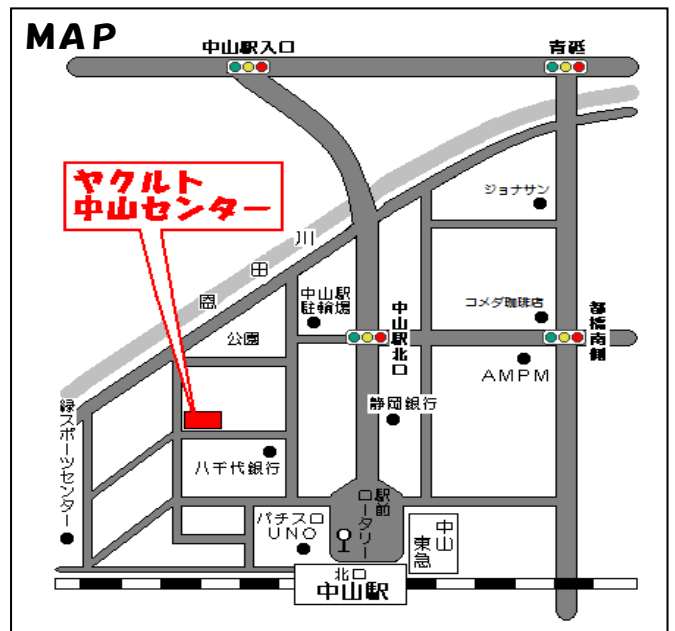 MAP
中山駅入口
青砥
ヤクルト
中山センター
ジョナサン
恩田川
中山駅
駐輪場
公園
中山駅北口
コメダ珈琲店
都橋南側
AMPM
静岡銀行
緑スポーツセンター
八千代銀行
駅前
ロータリー
パチスロ
UNO
中山
東急
北口
中山駅